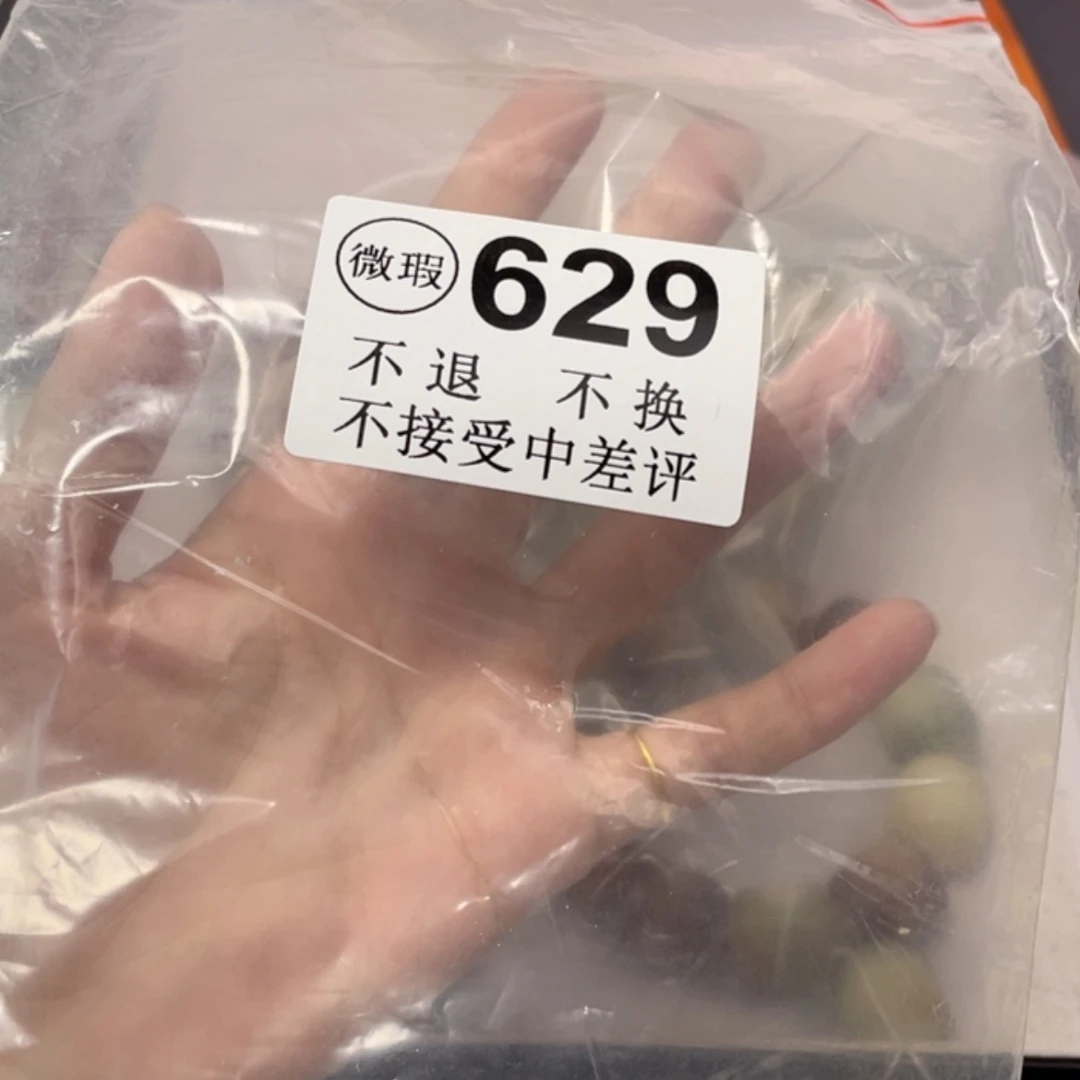 微瑕 629
不退 不换
不接受中差评